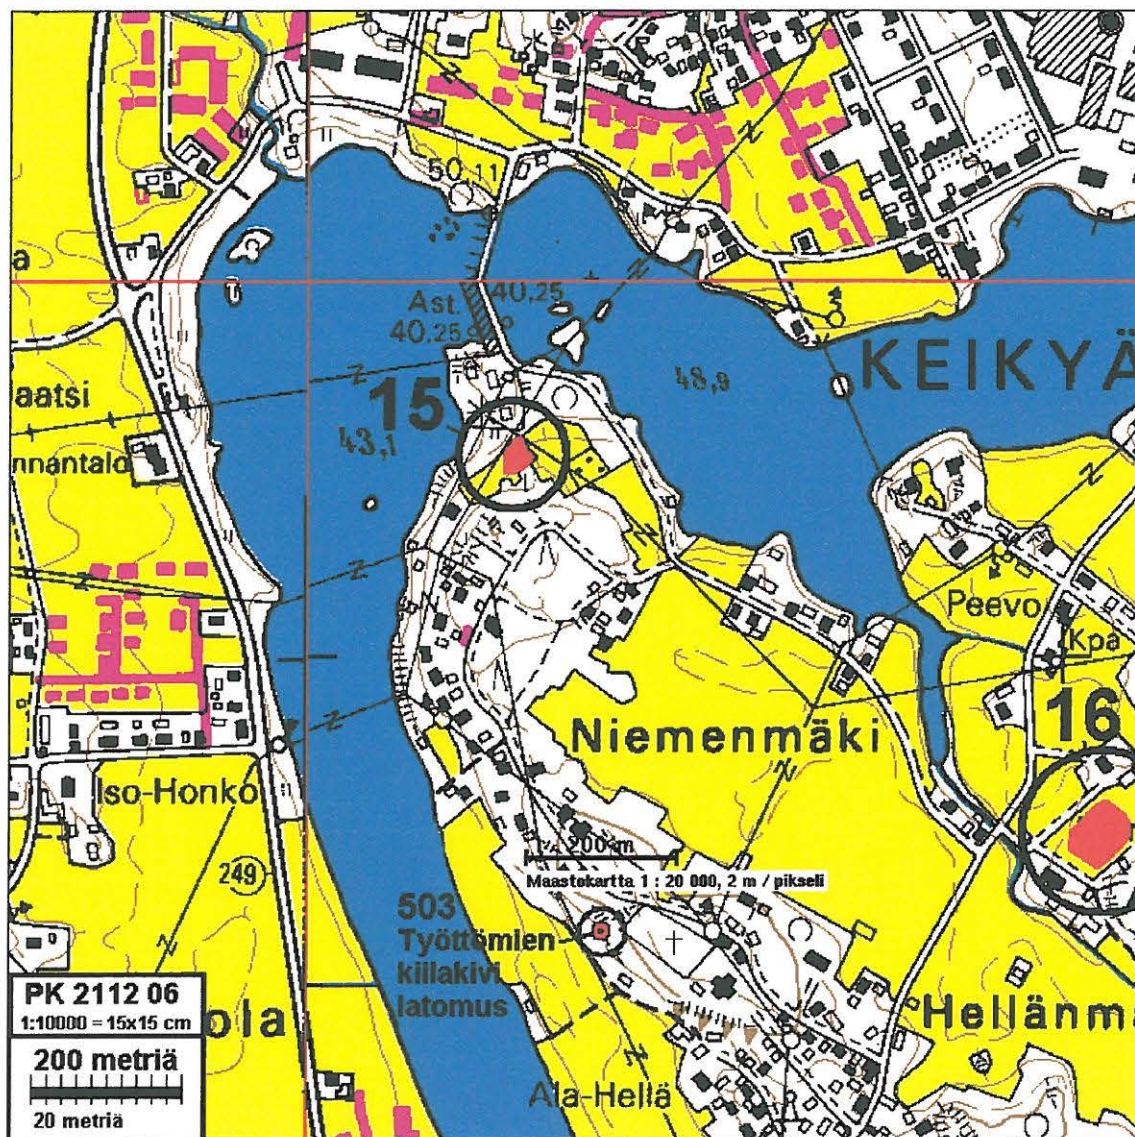 50,11
40,25
Ast.
40,25
4
KEIKYÄ
48,9
15
43,1
aatsi
nnantalo
Peevo
Kpa
16
Niemenmäki
Iso-Honko
249
200 m
Maastokartta 1 : 20 000, 2 m / pikseli
503
Työttömien
kiilakivi
latomus
PK 2112 06
1:10000 = 15x15 cm
ola
Hellänm
200 metriä
20 metriä
Ala-Hellä